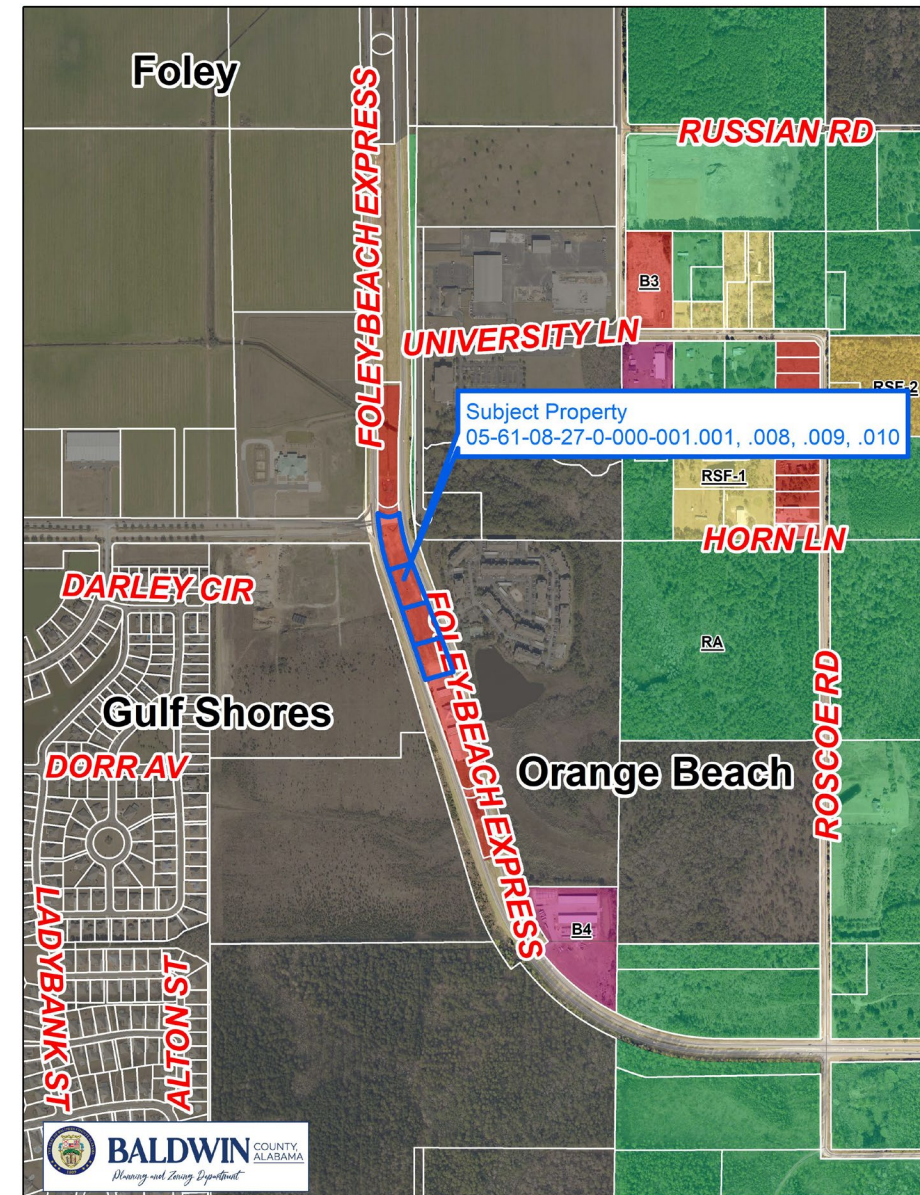 Foley
FOLEY-BEACH EXPRESS
RUSSIAN RD
B3
UNIVERSITY LN
RSF-2
Subject Property
05-61-08-27-0-000-001.001, .008, .009, .010
RSF-1
HORN LN
DARLEY CIR
FOLEY-BEACH EXPRESS
RA
Gulf Shores
ROSCOE RD
DORR AV
Orange Beach
LADYBANK ST
ALTON ST
B4
BALDWIN COUNTY, ALABAMA
Planning and Zoning Department